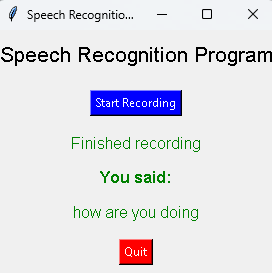 Speech Recognitio...
Speech Recognition Program
Start Recording
Finished recording
You said:
how are you doing
Quit